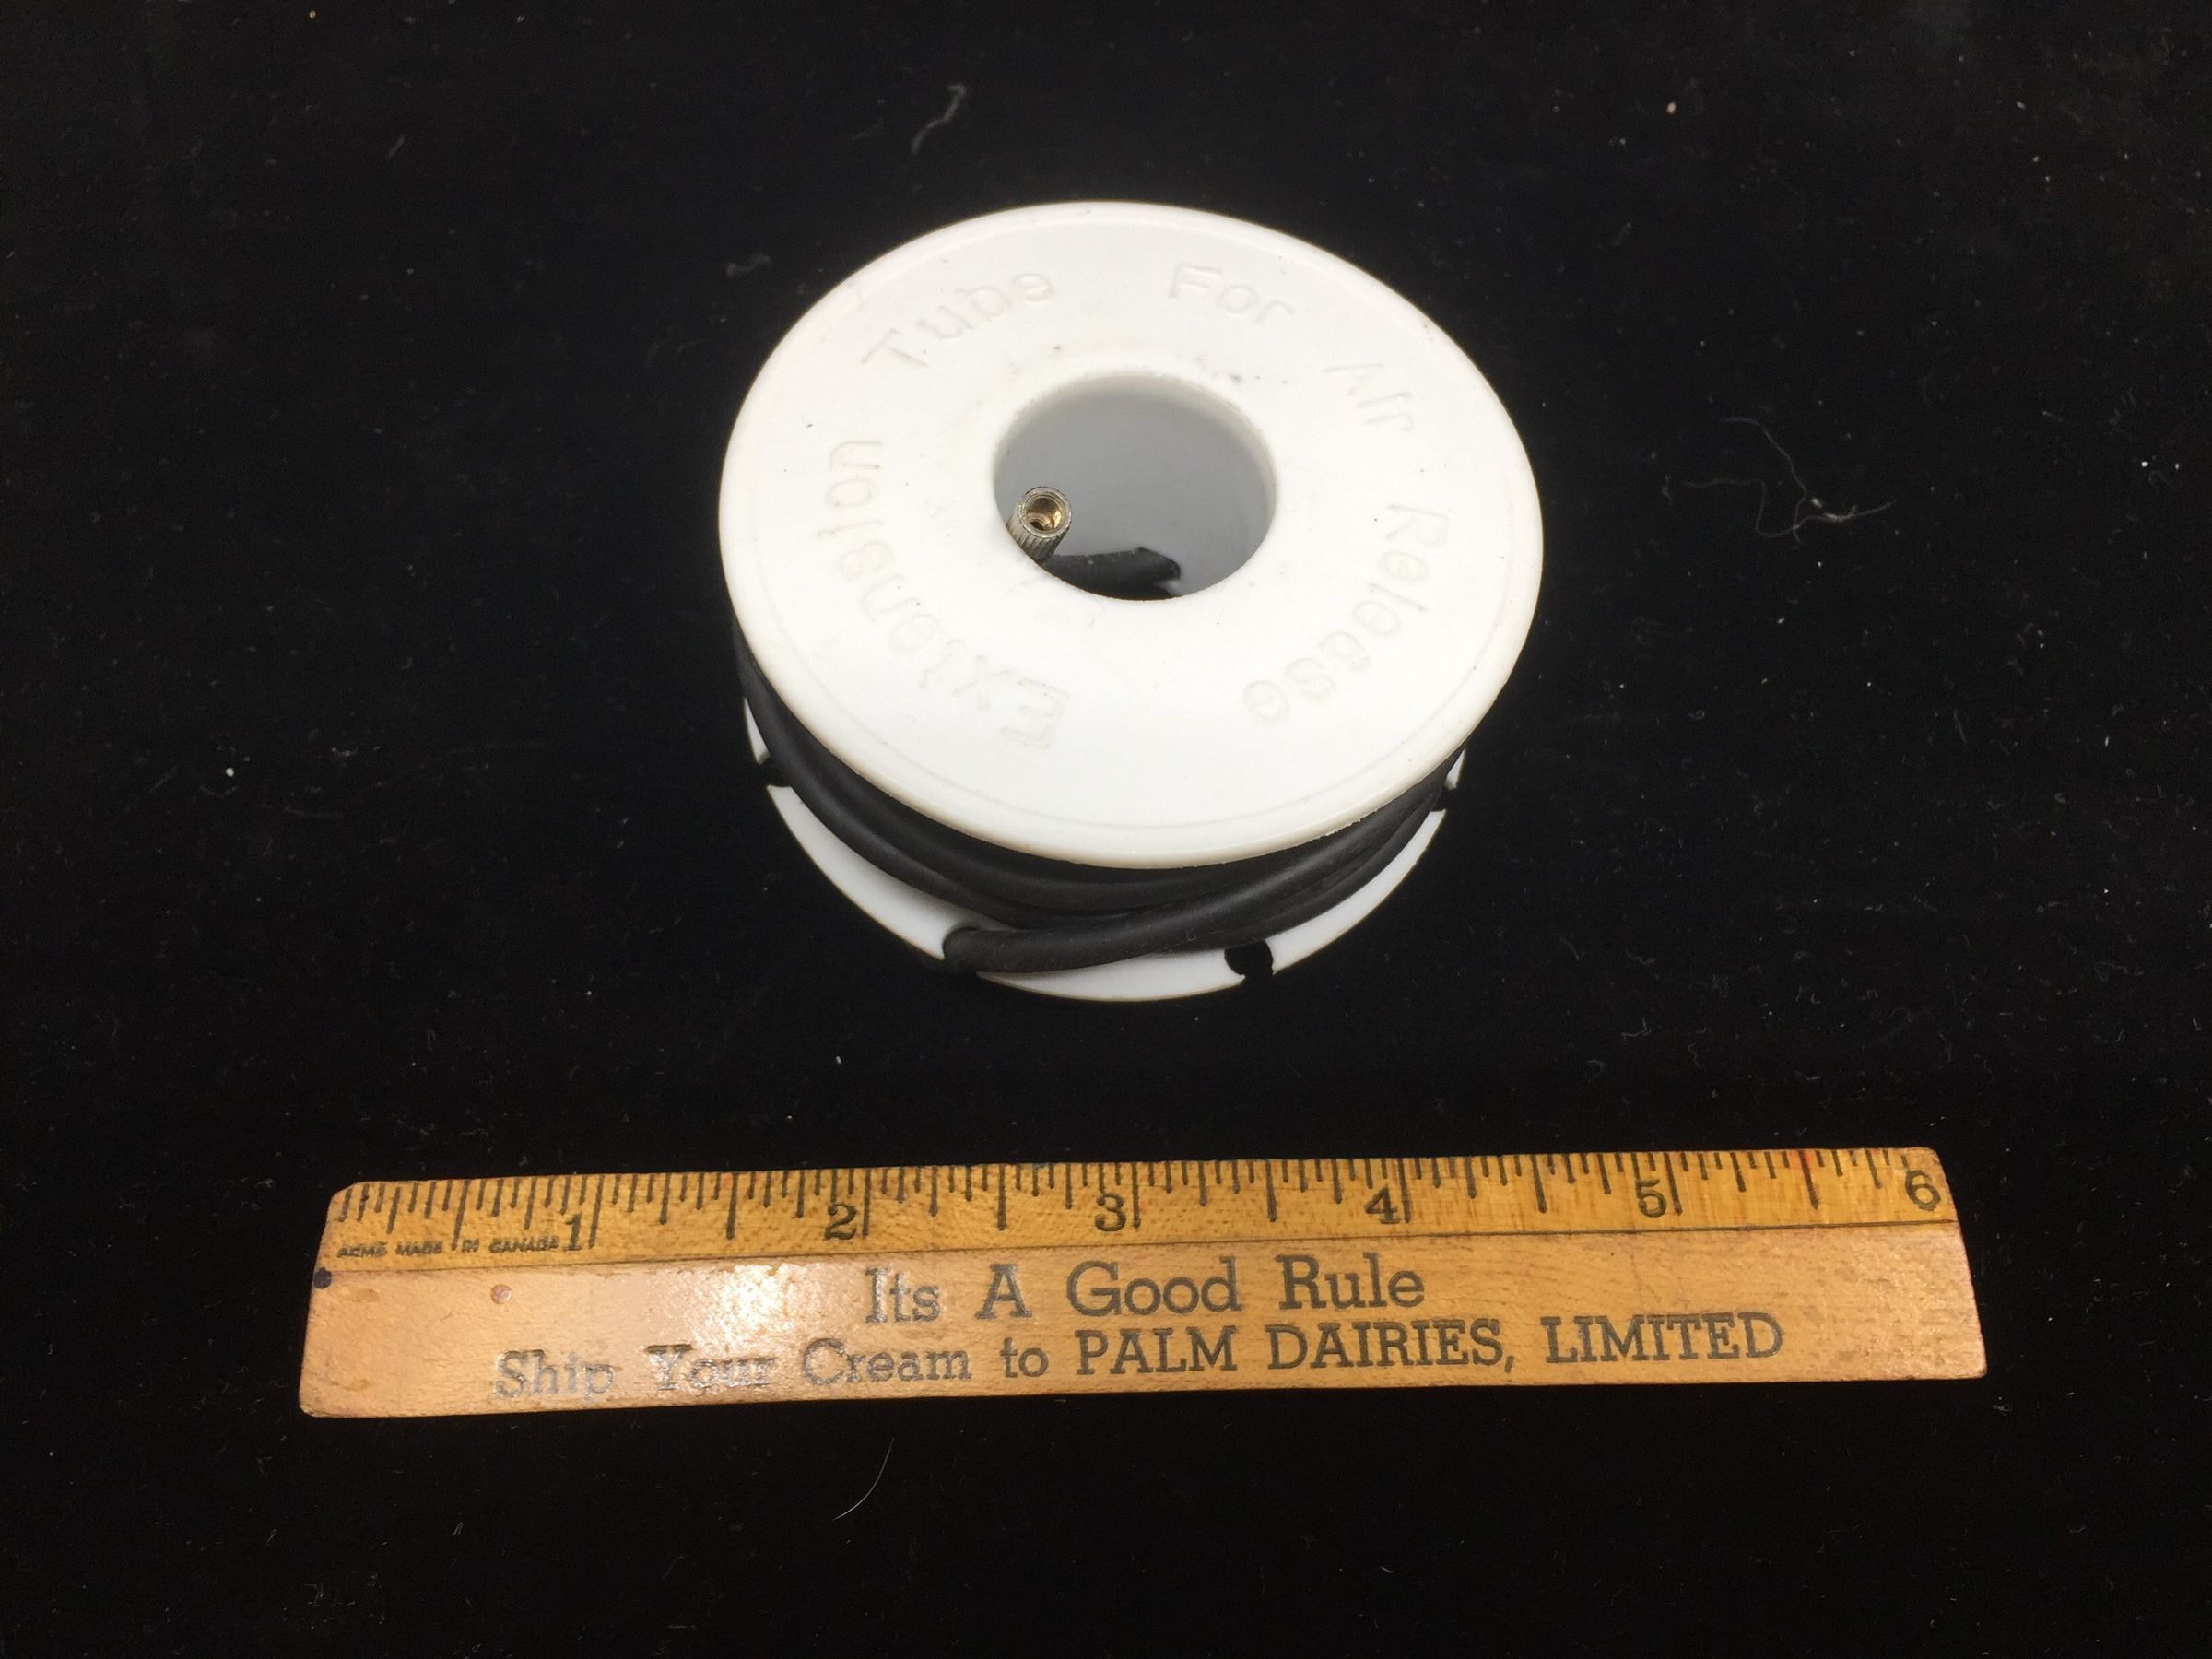 Extension Tube For Air Release
1 2 3 4 5 6
ACME MADE IN CANADA
Its A Good Rule
Ship Your Cream to PALM DAIRIES, LIMITED